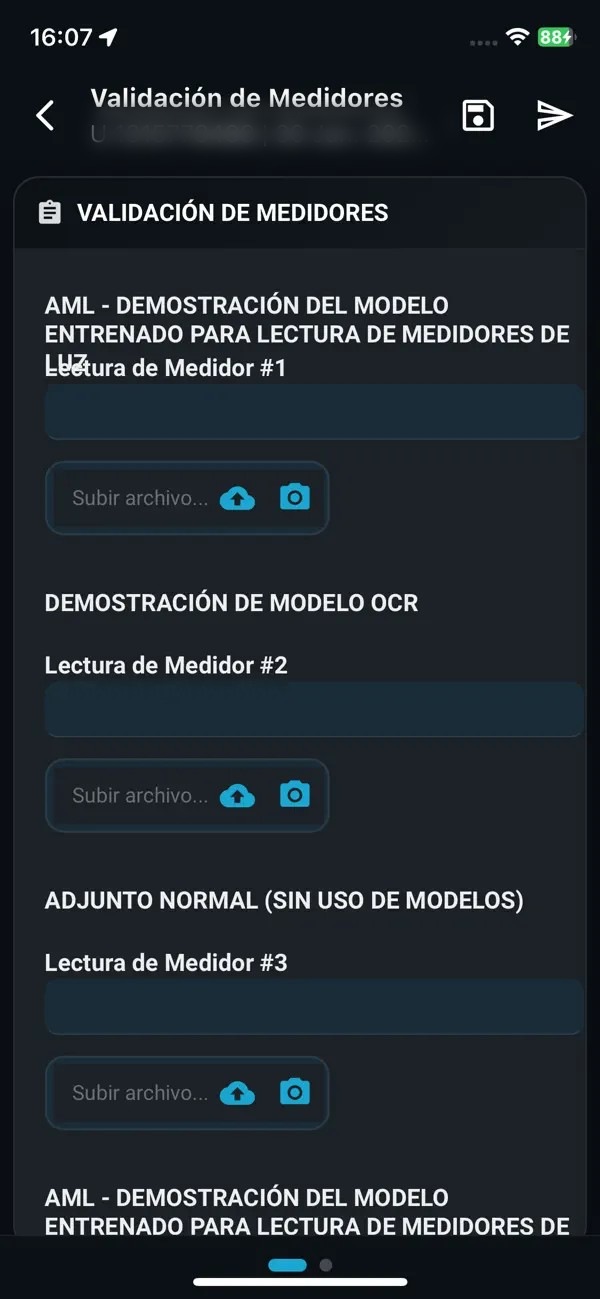 16:07
88
Validación de Medidores
VALIDACIÓN DE MEDIDORES
AML - DEMOSTRACIÓN DEL MODELO
ENTRENADO PARA LECTURA DE MEDIDORES DE
LUZ
Lectura de Medidor #1
Subir archivo...
DEMOSTRACIÓN DE MODELO OCR
Lectura de Medidor #2
Subir archivo...
ADJUNTO NORMAL (SIN USO DE MODELOS)
Lectura de Medidor #3
Subir archivo...
AML - DEMOSTRACIÓN DEL MODELO
ENTRENADO PARA LECTURA DE MEDIDORES DE